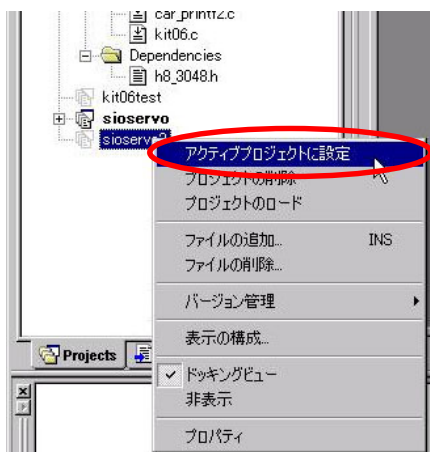 car_printf2.c
kit06.c
Dependencies
h8_3048.h
kit06test
sioservo
sioservo2
アクティブプロジェクトに設定
プロジェクトの削除
プロジェクトのロード
ファイルの追加... INS
ファイルの削除...
バージョン管理
表示の構成...
Projects
ドッキングビュー
非表示
プロパティ